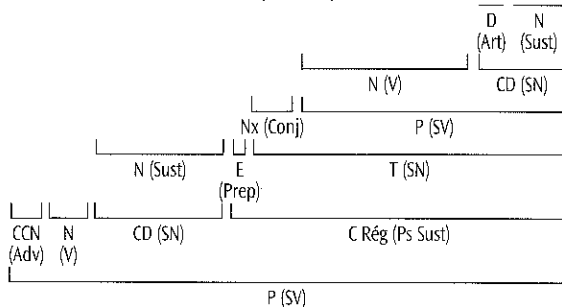 D N
(Art) (Sust)
N (V) CD (SN)
Nx (Conj) P (SV)
N (Sust) E T (SN)
(Prep)
CCN N CD (SN) C Rég (Ps Sust)
(Adv) (V)
P (SV)